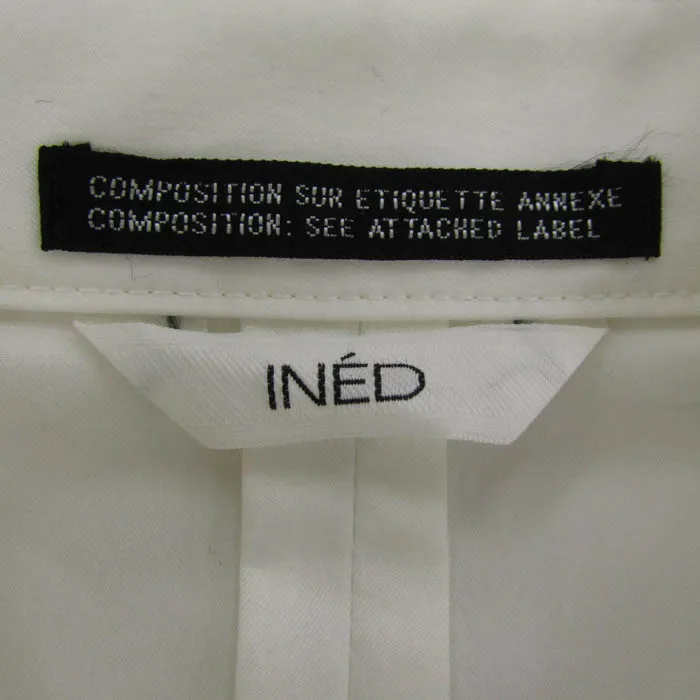 COMPOSITION SUR ETIQUETTE ANNEXE
COMPOSITION: SEE ATTACHED LABEL
INÉD